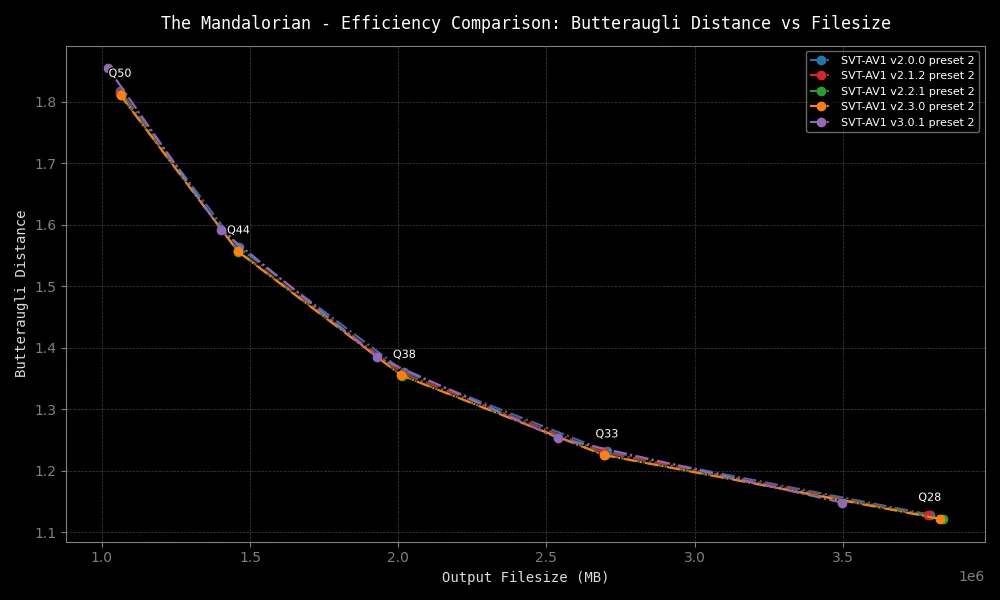 The Mandalorian - Efficiency Comparison: Butteraugli Distance vs Filesize
SVT-AV1 v2.0.0 preset 2
SVT-AV1 v2.1.2 preset 2
SVT-AV1 v2.2.1 preset 2
SVT-AV1 v2.3.0 preset 2
SVT-AV1 v3.0.1 preset 2
Q50
Q44
Q38
Q33
Q28
Butteraugli Distance
1.8
1.7
1.6
1.5
1.4
1.3
1.2
1.1
1.0 1.5 2.0 2.5 3.0 3.5
1e6
Output Filesize (MB)